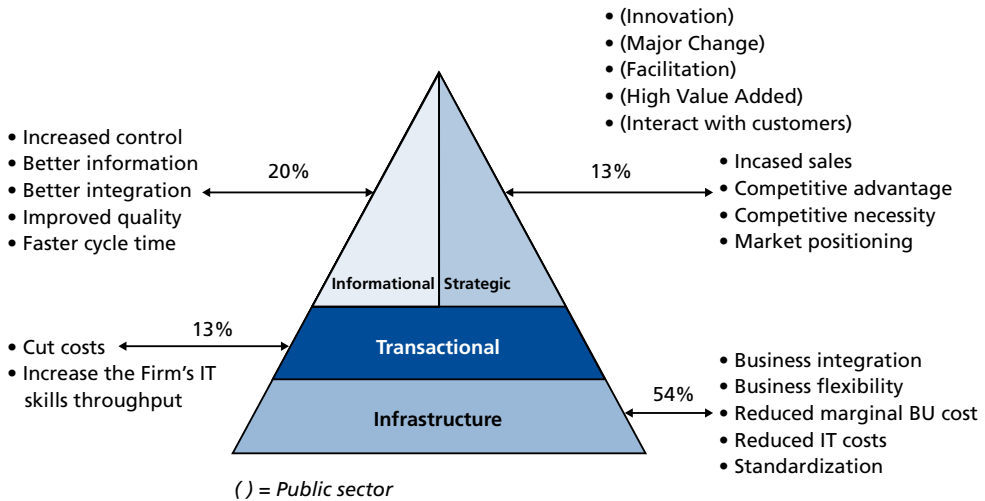 • (Innovation)
• (Major Change)
• (Facilitation)
• (High Value Added)
• (Interact with customers)
• Increased control
• Better information
• Better integration
• Improved quality
• Faster cycle time
20%
13%
• Incased sales
• Competitive advantage
• Competitive necessity
• Market positioning
Informational
Strategic
• Cut costs
• Increase the Firm's IT
skills throughput
13%
Transactional
Infrastructure
54%
• Business integration
• Business flexibility
• Reduced marginal BU cost
• Reduced IT costs
• Standardization
( ) = Public sector